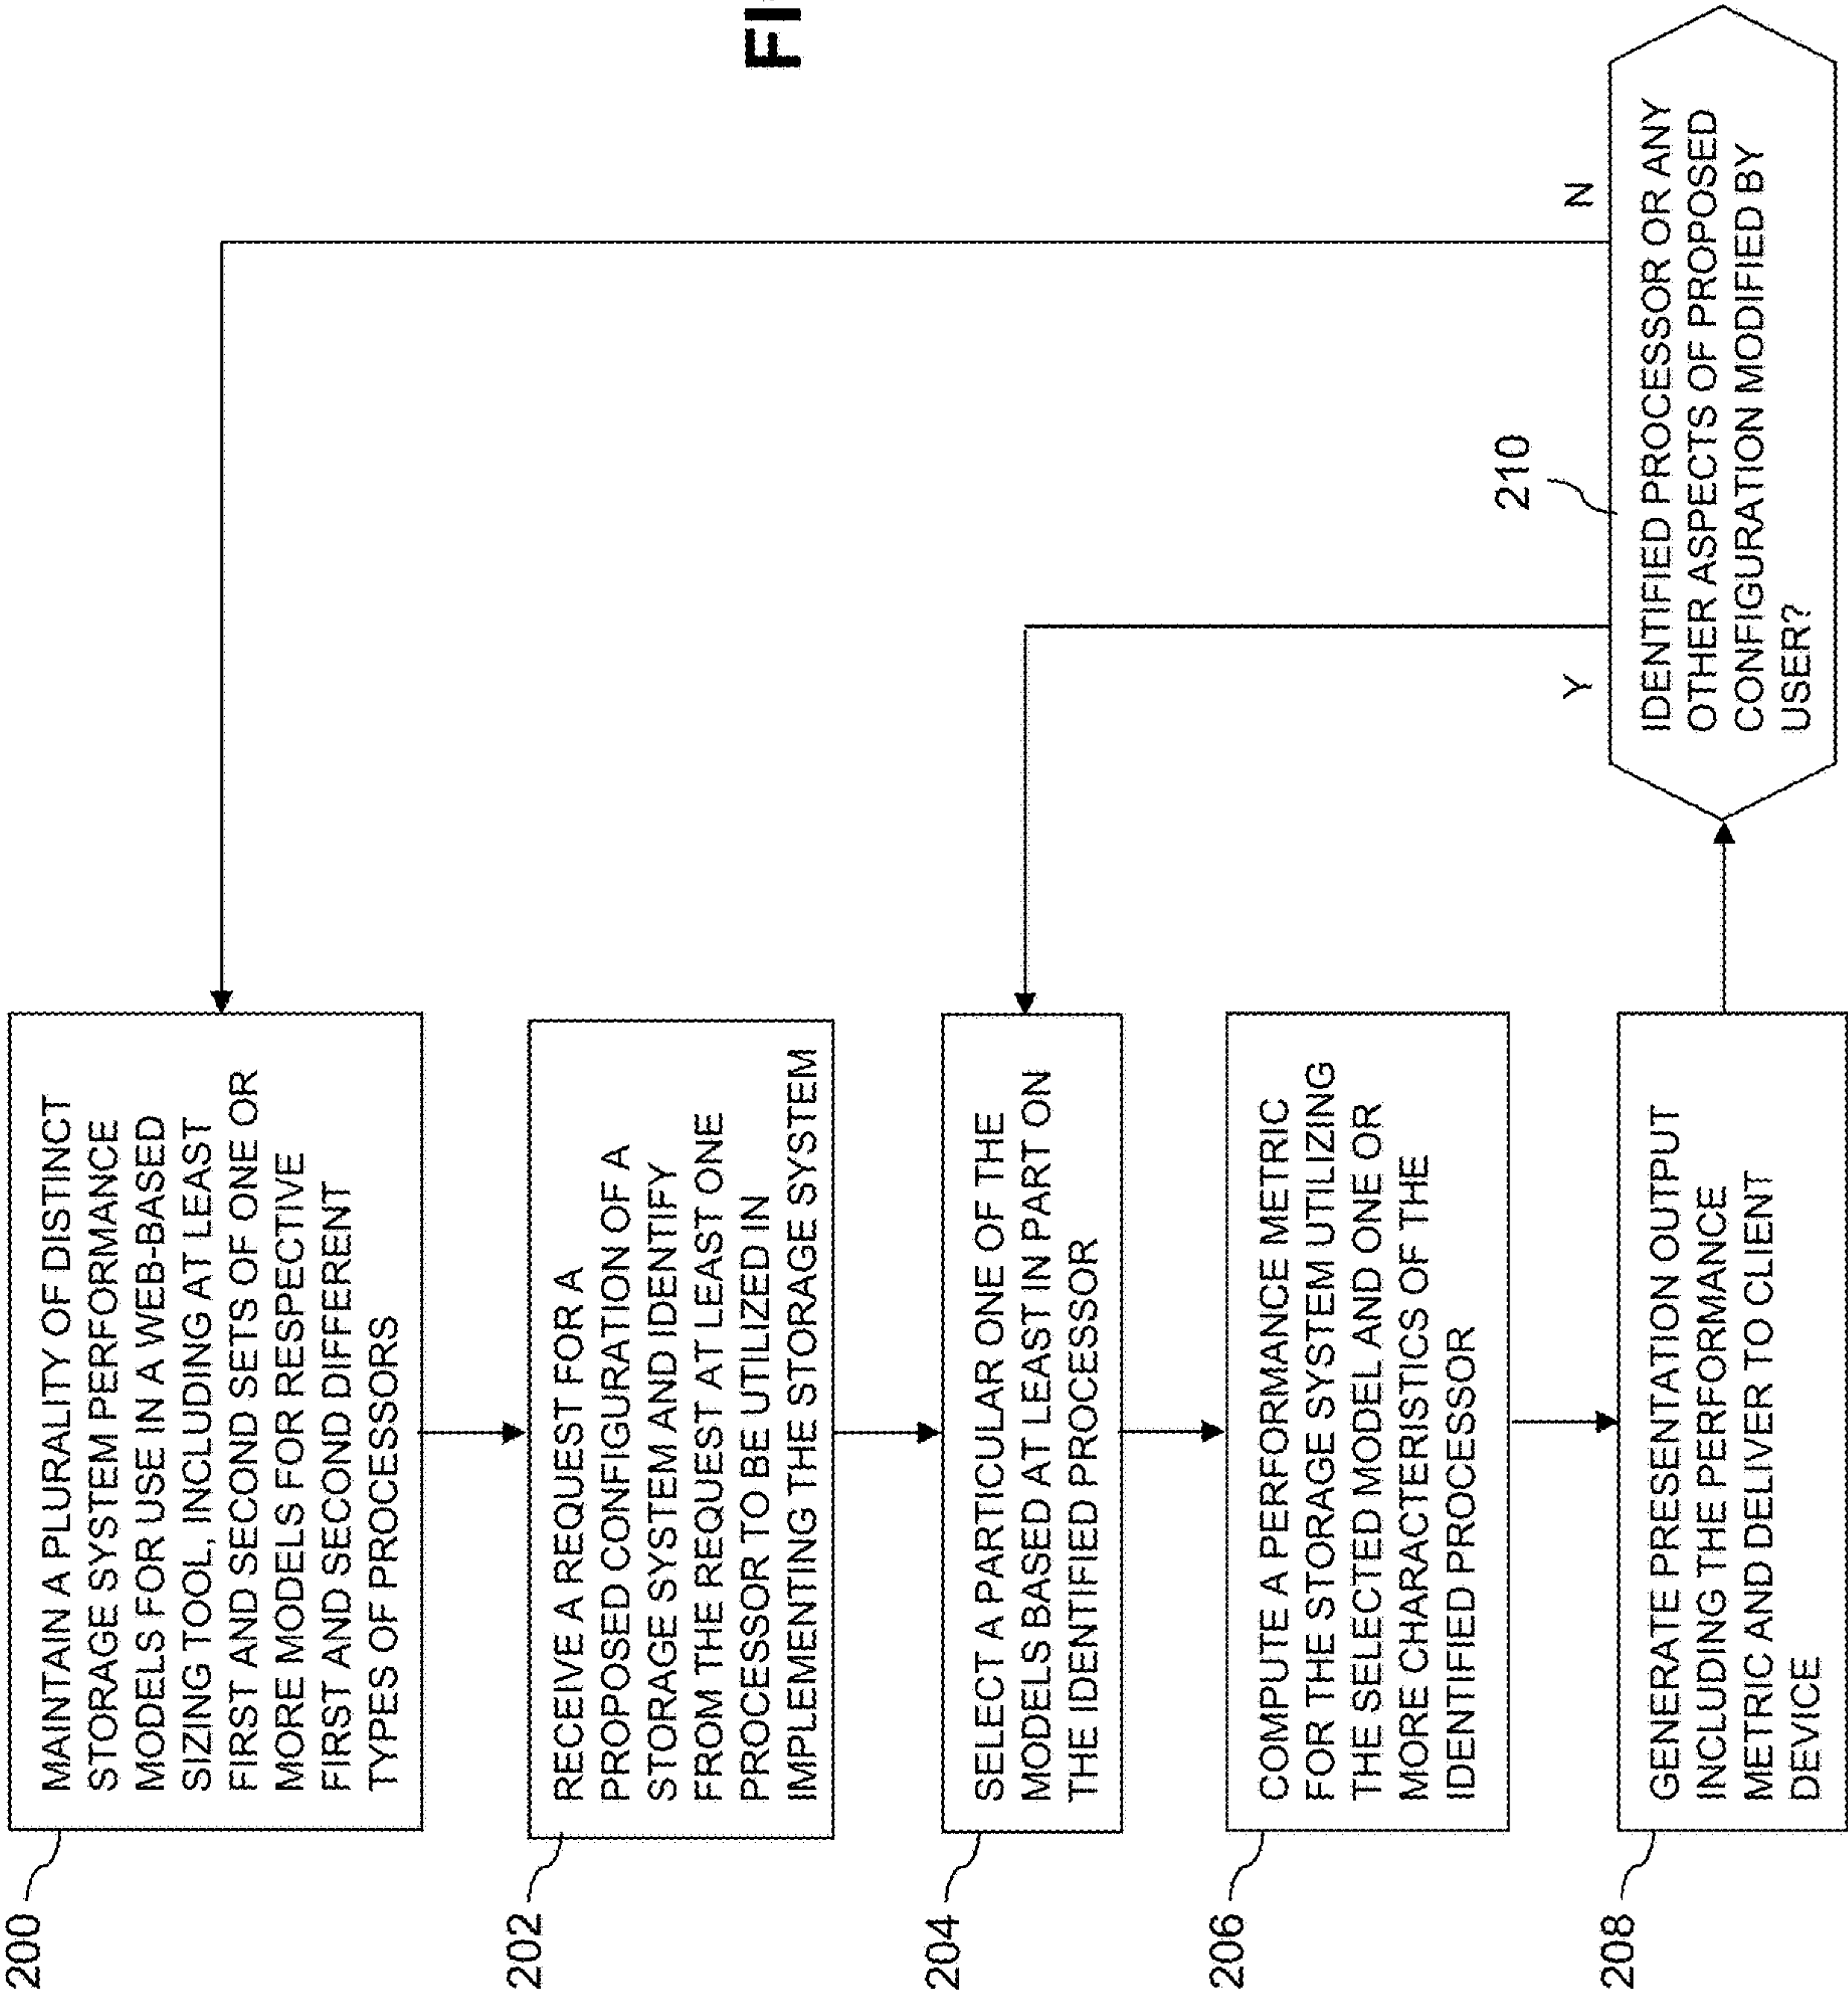 200
MAINTAIN A PLURALITY OF DISTINCT
STORAGE SYSTEM PERFORMANCE
MODELS FOR USE IN A WEB-BASED
SIZING TOOL, INCLUDING AT LEAST
FIRST AND SECOND SETS OF ONE OR
MORE MODELS FOR RESPECTIVE
FIRST AND SECOND DIFFERENT
TYPES OF PROCESSORS
202
RECEIVE A REQUEST FOR A
PROPOSED CONFIGURATION OF A
STORAGE SYSTEM AND IDENTIFY
FROM THE REQUEST AT LEAST ONE
PROCESSOR TO BE UTILIZED IN
IMPLEMENTING THE STORAGE SYSTEM
204
SELECT A PARTICULAR ONE OF THE
MODELS BASED AT LEAST IN PART ON
THE IDENTIFIED PROCESSOR
206
COMPUTE A PERFORMANCE METRIC
FOR THE STORAGE SYSTEM UTILIZING
THE SELECTED MODEL AND ONE OR
MORE CHARACTERISTICS OF THE
IDENTIFIED PROCESSOR
208
GENERATE PRESENTATION OUTPUT
INCLUDING THE PERFORMANCE
METRIC AND DELIVER TO CLIENT
DEVICE
210
Y
N
IDENTIFIED PROCESSOR OR ANY
OTHER ASPECTS OF PROPOSED
CONFIGURATION MODIFIED BY
USER?